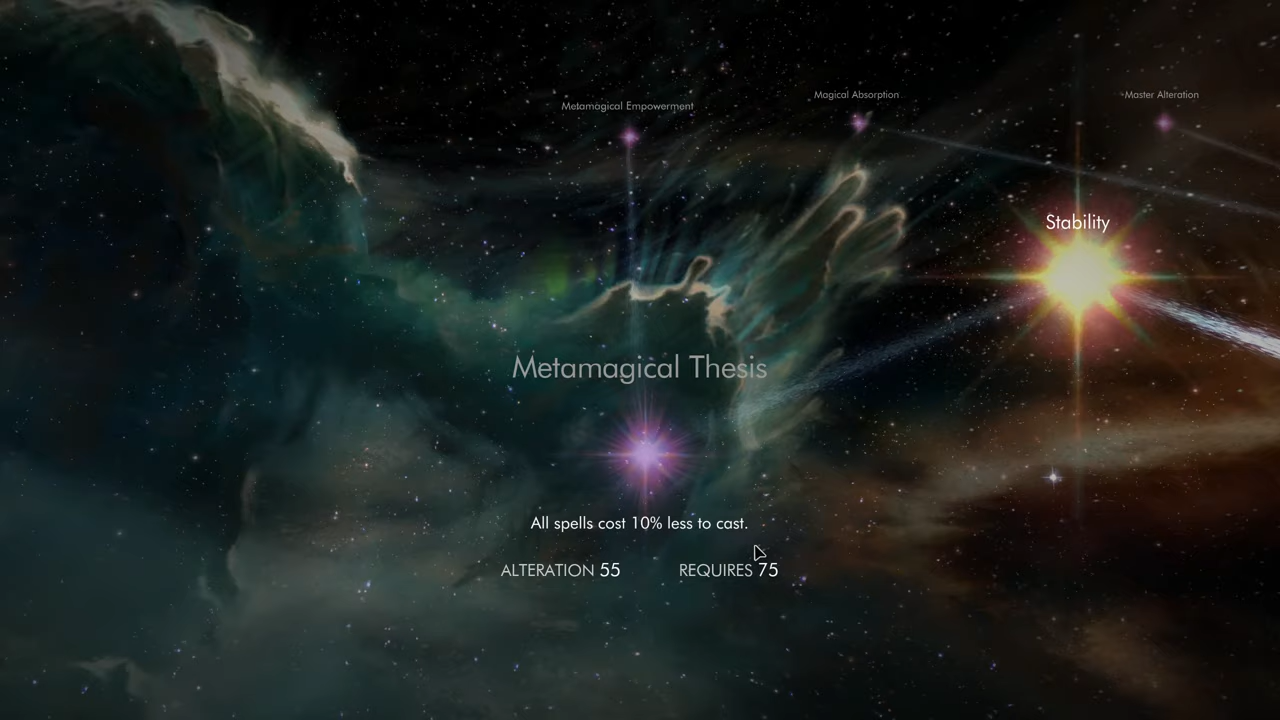 Magical Absorption
Master Alteration
Metamagical Empowerment
Stability
Metamagical Thesis
All spells cost 10% less to cast.
ALTERATION 55
REQUIRES 75